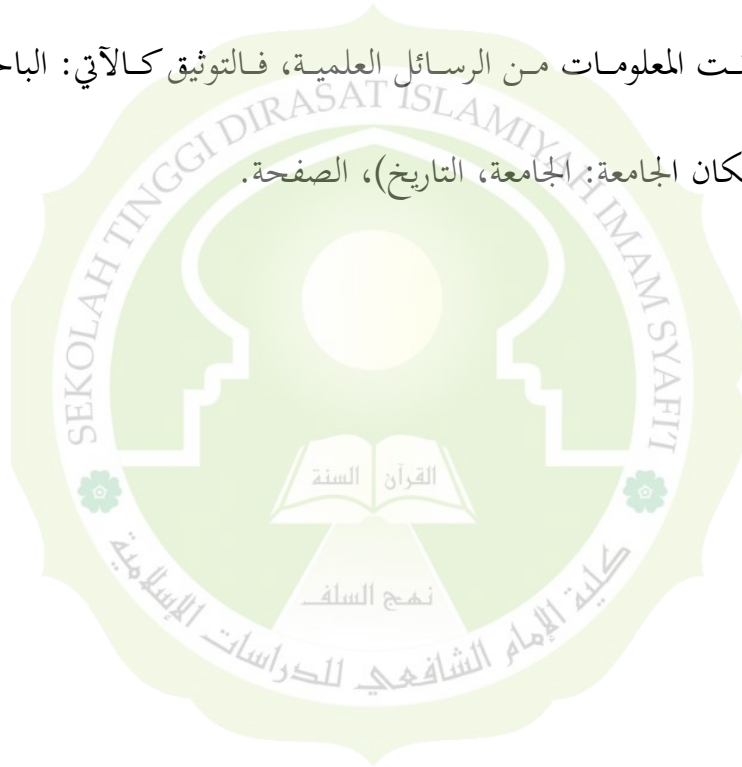 ـت المعلومات من الرسائل العلمية، فالتوثيق كالآتي:
كان الجامعة: الجامعة، التاريخ)، الصفحة.
SEKOLAH TINGGI DIRASAT ISLAMIYAH IMAM SYAFI'I
القرآن السنة
نهج السلف
كلية الإمام الشافعي للدراسات الإسلامية